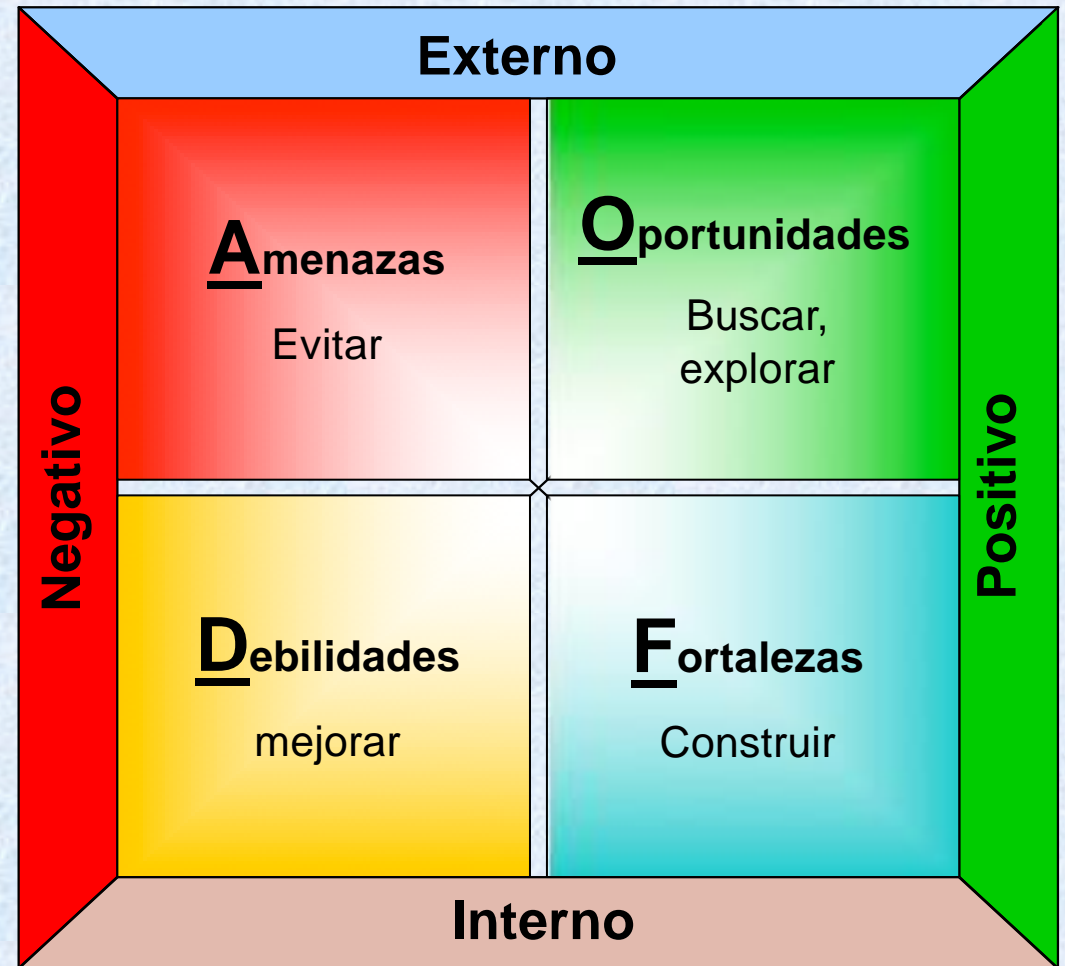 Externo
Negativo
Amenazas
Evitar
Oportunidades
Buscar,
explorar
Positivo
Debilidades
mejorar
Fortalezas
Construir
Interno